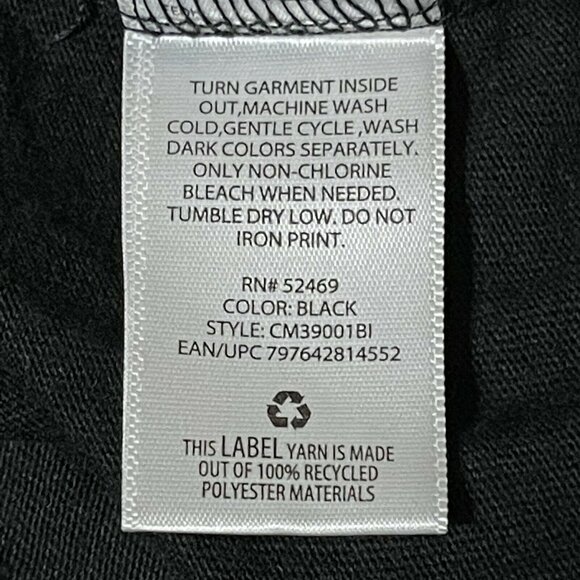 TURN GARMENT INSIDE
OUT,MACHINE WASH
COLD,GENTLE CYCLE ,WASH
DARK COLORS SEPARATELY.
ONLY NON-CHLORINE
BLEACH WHEN NEEDED.
TUMBLE DRY LOW. DO NOT
IRON PRINT.
RN# 52469
COLOR: BLACK
STYLE: CM39001BI
EAN/UPC 797642814552
THIS LABEL YARN IS MADE
OUT OF 100% RECYCLED
POLYESTER MATERIALS